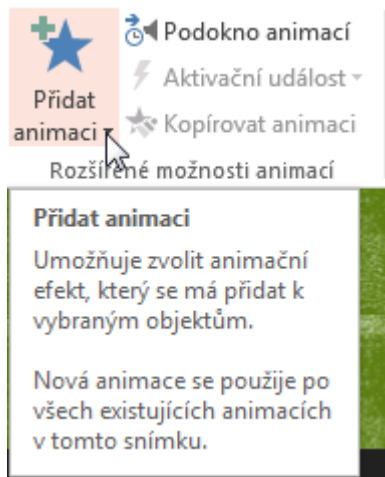 Přidat
animaci
Podokno animací
Aktivační událost
Kopírovat animaci
Rozšířené možnosti animací
Přidat animaci
Umožňuje zvolit animační
efekt, který se má přidat k
vybraným objektům.
Nová animace se použije po
všech existujících animacích
v tomto snímku.